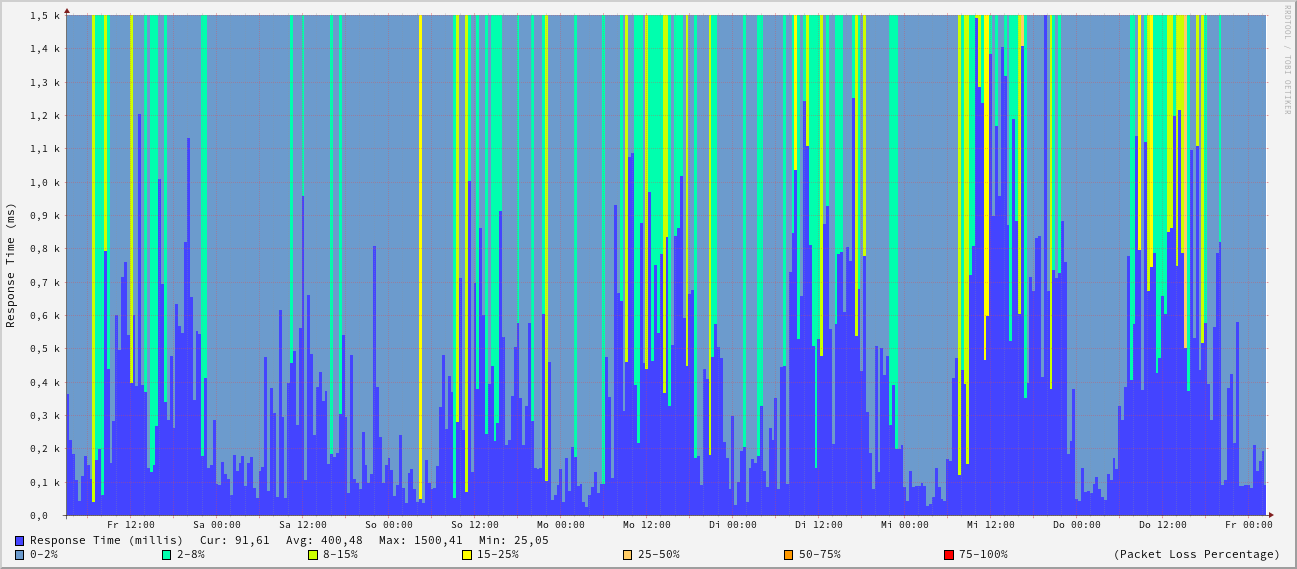 RRDTOOL / TOBI OETIKER
Response Time (ms)
1,5 k
1,4 k
1,3 k
1,2 k
1,1 k
1,0 k
0,9 k
0,8 k
0,7 k
0,6 k
0,5 k
0,4 k
0,3 k
0,2 k
0,1 k
0,0
Fr 12:00 Sa 00:00 Sa 12:00 So 00:00 So 12:00 Mo 00:00 Mo 12:00 Di 00:00 Di 12:00 Mi 00:00 Mi 12:00 Do 00:00 Do 12:00 Fr 00:00
Response Time (millis) Cur: 91,61 Avg: 400,48 Max: 1500,41 Min: 25,05
0-2% 2-8% 8-15% 15-25% 25-50% 50-75% 75-100% (Packet Loss Percentage)